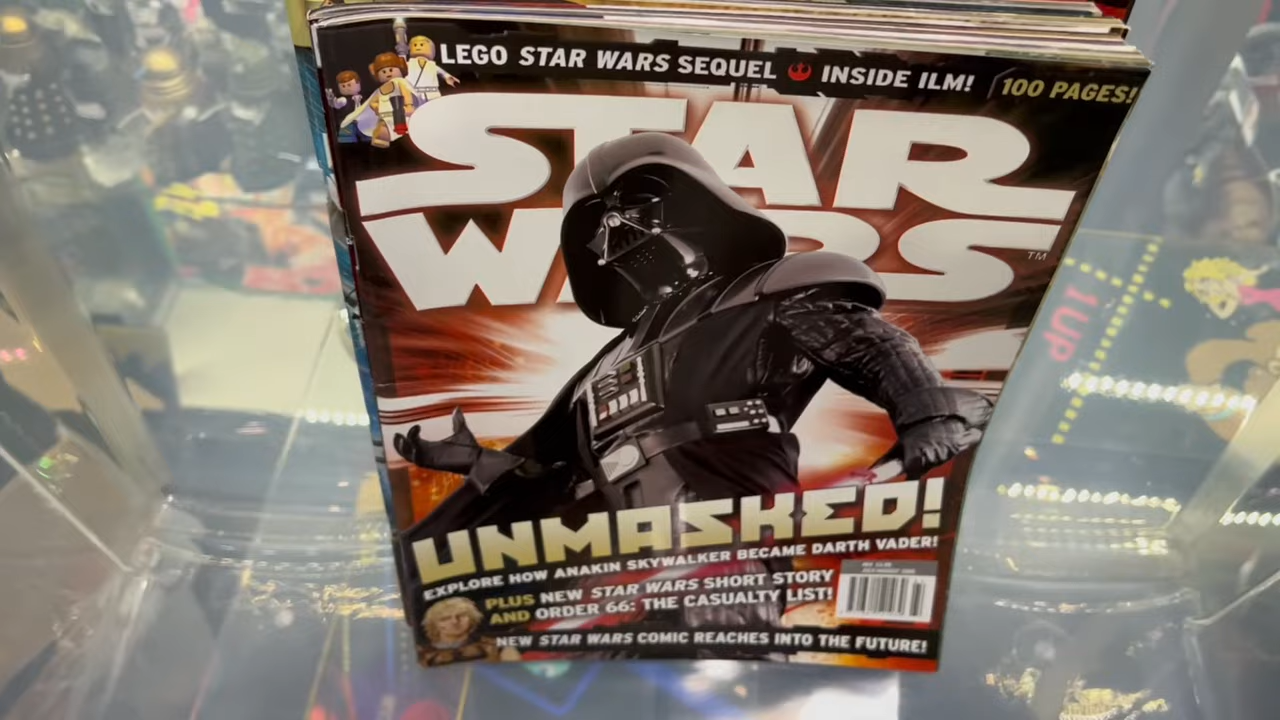 LEGO STAR WARS SEQUEL INSIDE ILM! 100 PAGES!
STAR
WARS
TM
UNMASKED!
EXPLORE HOW ANAKIN SKYWALKER BECAME DARTH VADER!
PLUS NEW STAR WARS SHORT STORY
AND ORDER 66: THE CASUALTY LIST!
NEW STAR WARS COMIC REACHES INTO THE FUTURE!
1 UP